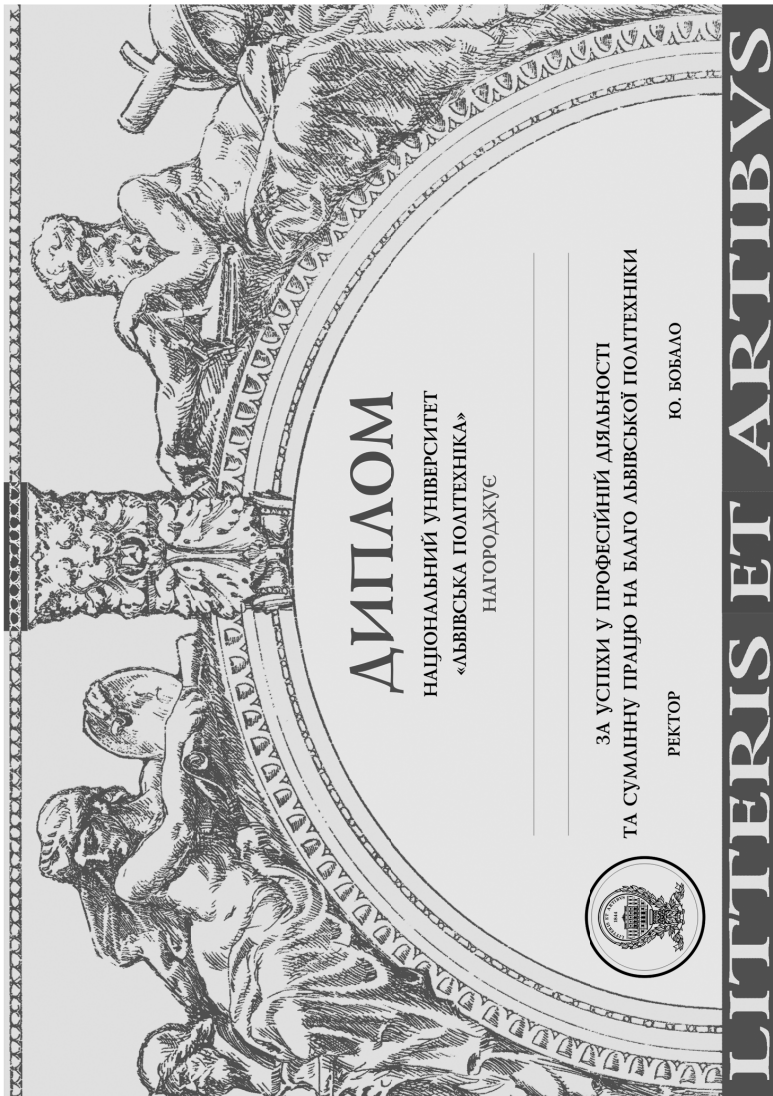 ДИПЛОМ
НАЦІОНАЛЬНИЙ УНІВЕРСИТЕТ
«ЛЬВІВСЬКА ПОЛІТЕХНІКА»
НАГОРОДЖУЄ
ЗА УСПІХИ У ПРОФЕСІЙНІЙ ДІЯЛЬНОСТІ
ТА СУМЛІННУ ПРАЦЮ НА БЛАГО ЛЬВІВСЬКОЇ ПОЛІТЕХНІКИ
РЕКТОР Ю. БОБАЛО
LITTERIS ET ARTIBVS